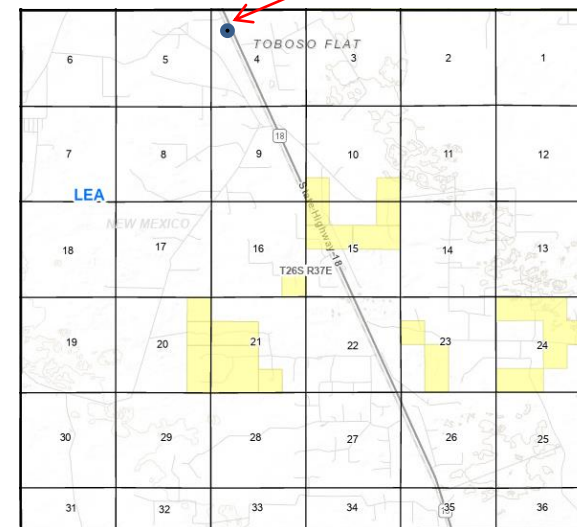 TOBOSO FLAT
6 5 4 3 2 1
18
7 8 9 10 11 12
LEA
NEW MEXICO
State Highway 18
18 17 16 15 14 13
T26S R37E
19 20 21 22 23 24
30 29 28 27 26 25
31 32 33 34 35 36